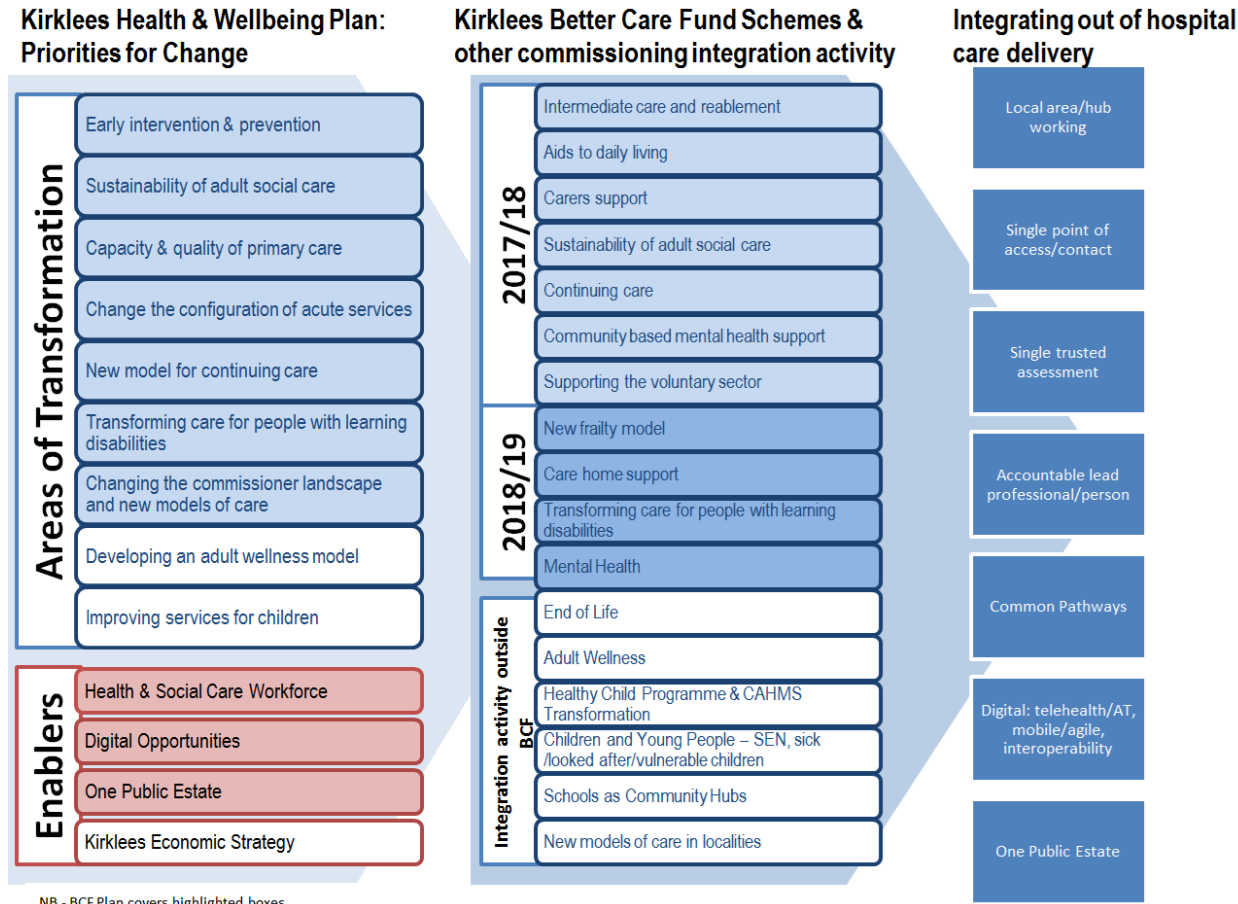 Kirklees Health & Wellbeing Plan:
Priorities for Change
Areas of Transformation
Early intervention & prevention
Sustainability of adult social care
Capacity & quality of primary care
Change the configuration of acute services
New model for continuing care
Transforming care for people with learning
disabilities
Changing the commissioner landscape
and new models of care
Developing an adult wellness model
Improving services for children
Enablers
Health & Social Care Workforce
Digital Opportunities
One Public Estate
Kirklees Economic Strategy
NB - BCF Plan covers highlighted boxes
Kirklees Better Care Fund Schemes &
other commissioning integration activity
2017/18
Intermediate care and reablement
Aids to daily living
Carers support
Sustainability of adult social care
Continuing care
Community based mental health support
Supporting the voluntary sector
2018/19
New frailty model
Care home support
Transforming care for people with learning
disabilities
Mental Health
Integration activity outside
BCF
End of Life
Adult Wellness
Healthy Child Programme & CAHMS
Transformation
Children and Young People – SEN, sick
/looked after/vulnerable children
Schools as Community Hubs
New models of care in localities
Integrating out of hospital
care delivery
Local area/hub
working
Single point of
access/contact
Single trusted
assessment
Accountable lead
professional/person
Common Pathways
Digital: telehealth/AT,
mobile/agile,
interoperability
One Public Estate